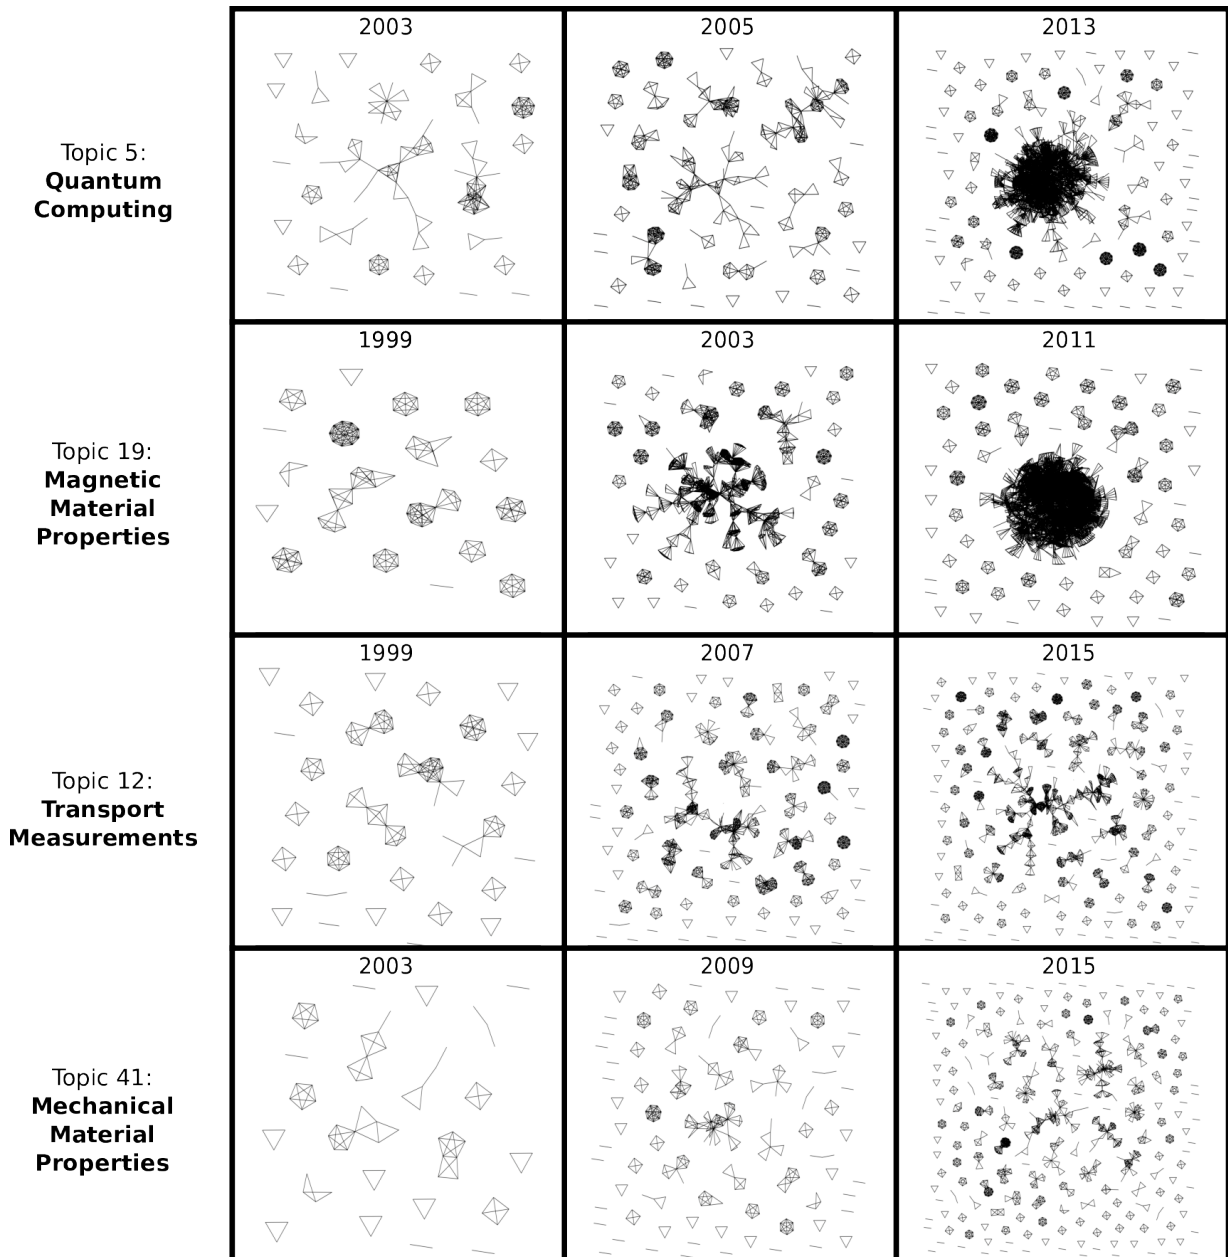 2003
2005
2013
Topic 5:
Quantum
Computing
1999
2003
2011
Topic 19:
Magnetic
Material
Properties
1999
2007
2015
Topic 12:
Transport
Measurements
2003
2009
2015
Topic 41:
Mechanical
Material
Properties